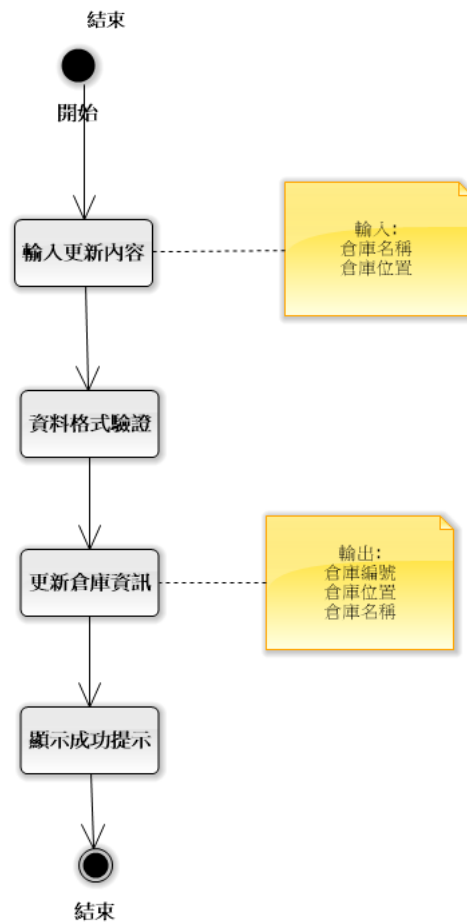 結束
開始
輸入更新內容
輸入:
倉庫名稱
倉庫位置
資料格式驗證
更新倉庫資訊
輸出:
倉庫編號
倉庫位置
倉庫名稱
顯示成功提示
結束